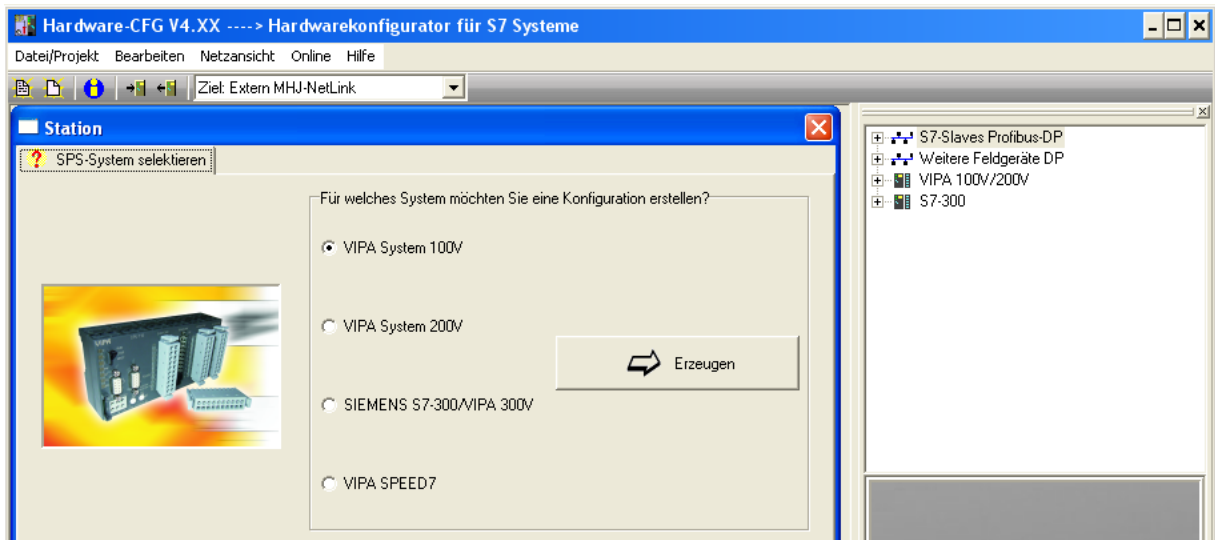 Hardware-CFG V4.XX ----> Hardwarekonfigurator für S7 Systeme
Datei/Projekt Bearbeiten Netzansicht Online Hilfe
Ziel: Extern MHJ-NetLink
Station
SPS-System selektieren
Für welches System möchten Sie eine Konfiguration erstellen?
VIPA System 100V
VIPA System 200V
Erzeugen
SIEMENS S7-300/VIPA 300V
VIPA SPEED7
S7-Slaves Profibus-DP
Weitere Feldgeräte DP
VIPA 100V/200V
S7-300
VIPA